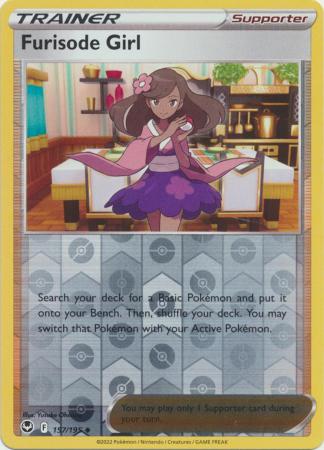 TRAINER Supporter
Furisode Girl
Search your deck for a Basic Pokémon and put it
onto your Bench. Then, shuffle your deck. You may
switch that Pokémon with your Active Pokémon.
Illus. Yusuke
F 157/195
You may play only 1 Supporter card during
your turn.
©2022 Pokémon / Nintendo / Creatures / GAME FREAK